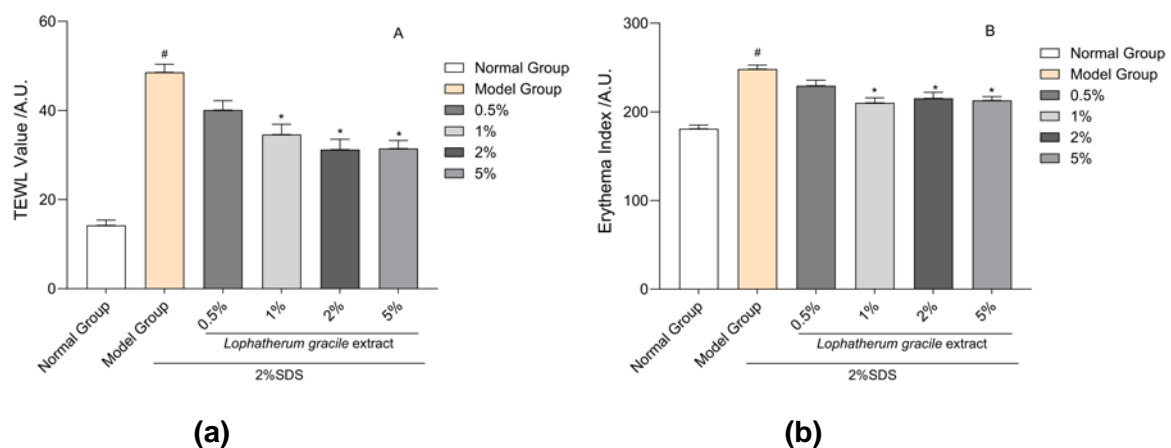 A
60
40
20
0
TEWL Value /A.U.
#
*
*
*
Normal Group
Model Group
0.5%
1%
2%
5%
Normal Group
Model Group
0.5%
1%
2%
5%
Lophatherum gracile extract
2%SDS
(a)
B
300
200
100
0
Erythema Index /A.U.
#
*
*
*
Normal Group
Model Group
0.5%
1%
2%
5%
Normal Group
Model Group
0.5%
1%
2%
5%
Lophatherum gracile extract
2%SDS
(b)